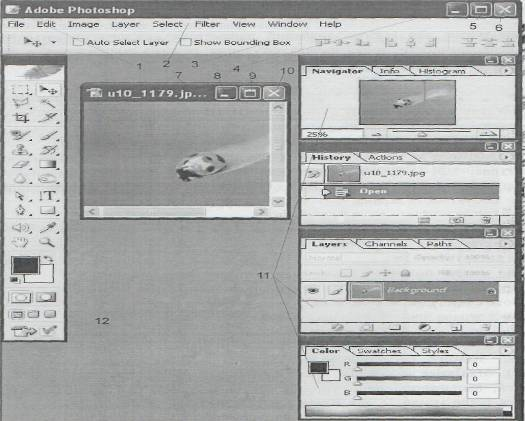 Adobe Photoshop
File Edit Image Layer Select Filter View Window Help
Auto Select Layer Show Bounding Box
5 6
1 2 3 4
7 8 9 10
u10_1179.jp...
Navigator Info Histogram
25%
History Actions
u10_1179.jpg
Open
Layers Channels Paths
Normal
Background
11
12
Color Swatches Styles
R 0
G 0
B 0